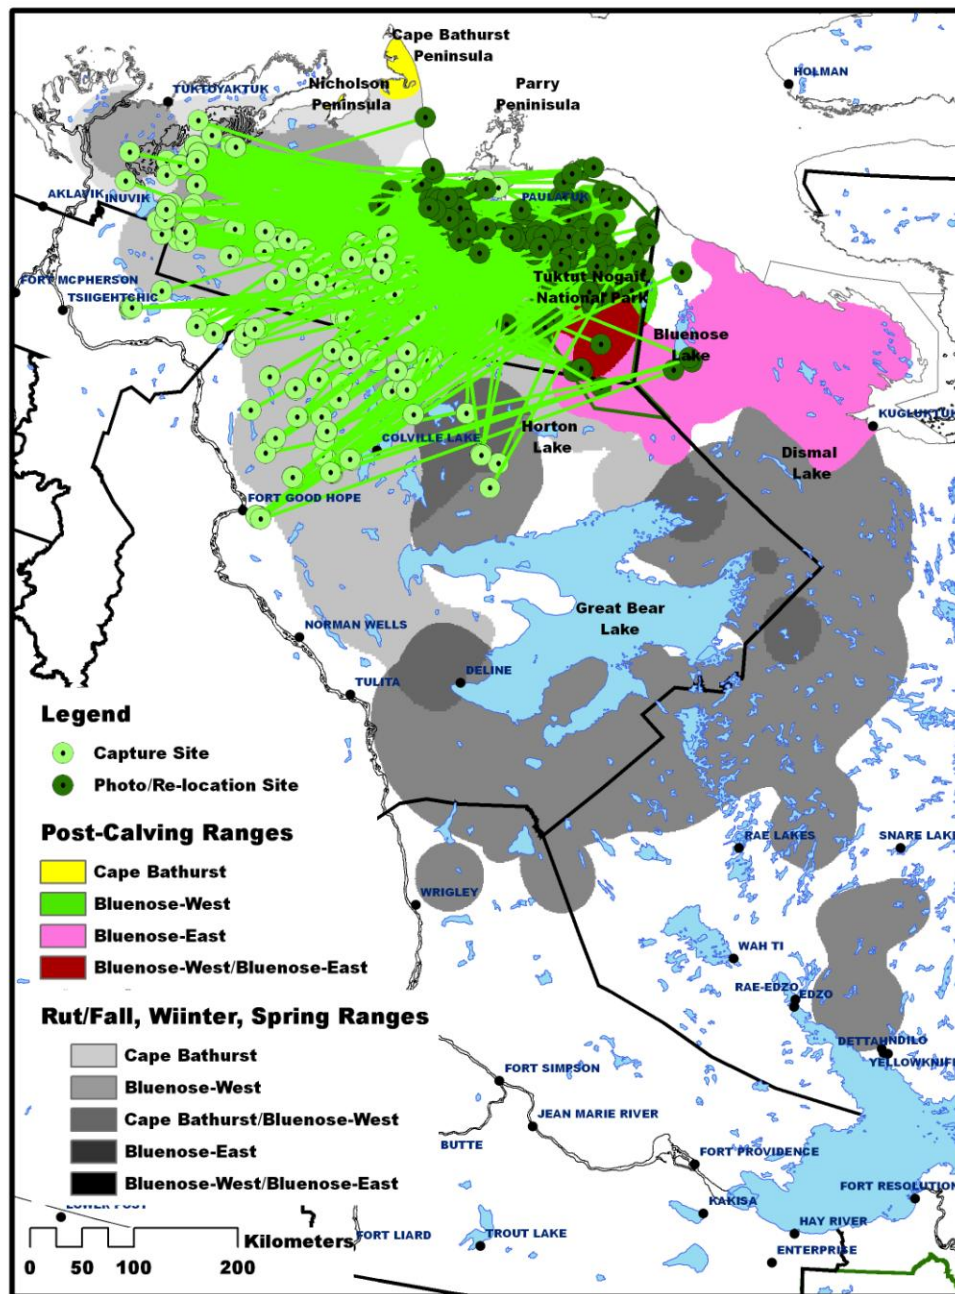 Cape Bathurst
Peninsula
HOLMAN
TUKTOYAKTUK
Nicholson
Peninsula
Parry
Peninisula
AKLAVIK
INUVIK
PAULATUK
FORT MCPHERSON
TSIIGEHTCHIC
Tuktut Nogait
National Park
Bluenose
Lake
KUGLUKTUK
Horton
Lake
COLVILLE LAKE
Dismal
Lake
FORT GOOD HOPE
Great Bear
Lake
NORMAN WELLS
DELINE
TULITA
Legend
Capture Site
Photo/Re-location Site
Post-Calving Ranges
Cape Bathurst
Bluenose-West
Bluenose-East
Bluenose-West/Bluenose-East
RAE LAKES
SNARE LAKE
WRIGLEY
WAH TI
RAE-EDZO
EDZO
DETTAH
NDILO
YELLOWKNIFE
Rut/Fall, Wiinter, Spring Ranges
Cape Bathurst
Bluenose-West
Cape Bathurst/Bluenose-West
Bluenose-East
Bluenose-West/Bluenose-East
FORT SIMPSON
JEAN MARIE RIVER
BUTTE
FORT PROVIDENCE
FORT RESOLUTION
KAKISA
HAY RIVER
LOWER POST
Kilometers
FORT LIARD
TROUT LAKE
ENTERPRISE
0 50 100 200